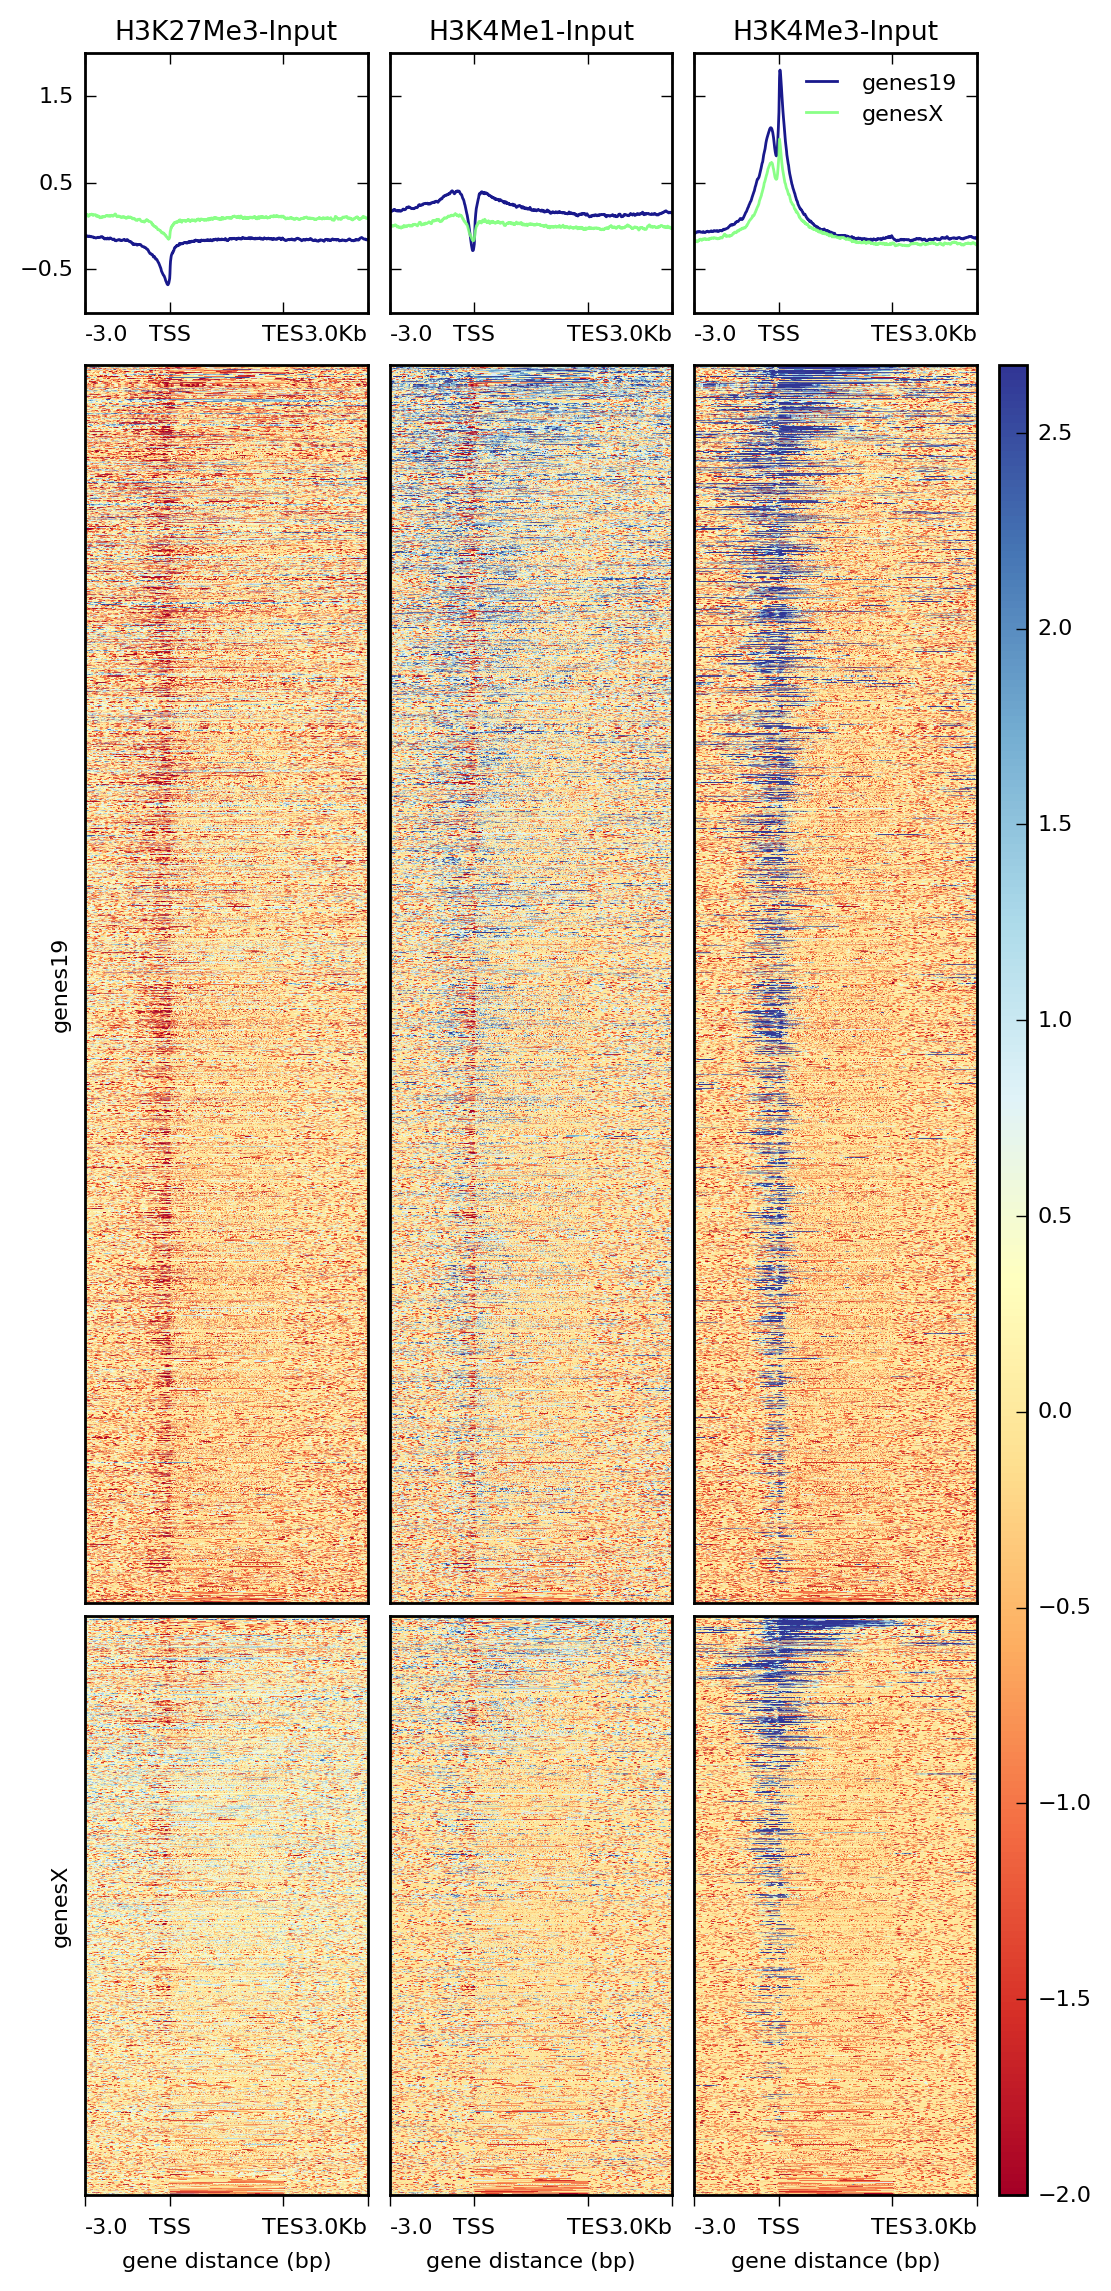 H3K27Me3-Input H3K4Me1-Input H3K4Me3-Input
genes19
genesX
1.5
0.5
−0.5
-3.0 TSS TES3.0Kb -3.0 TSS TES3.0Kb -3.0 TSS TES3.0Kb
2.5
2.0
1.5
1.0
0.5
0.0
−0.5
−1.0
−1.5
−2.0
genes19
genesX
-3.0 TSS TES3.0Kb -3.0 TSS TES3.0Kb -3.0 TSS TES3.0Kb
gene distance (bp) gene distance (bp) gene distance (bp)